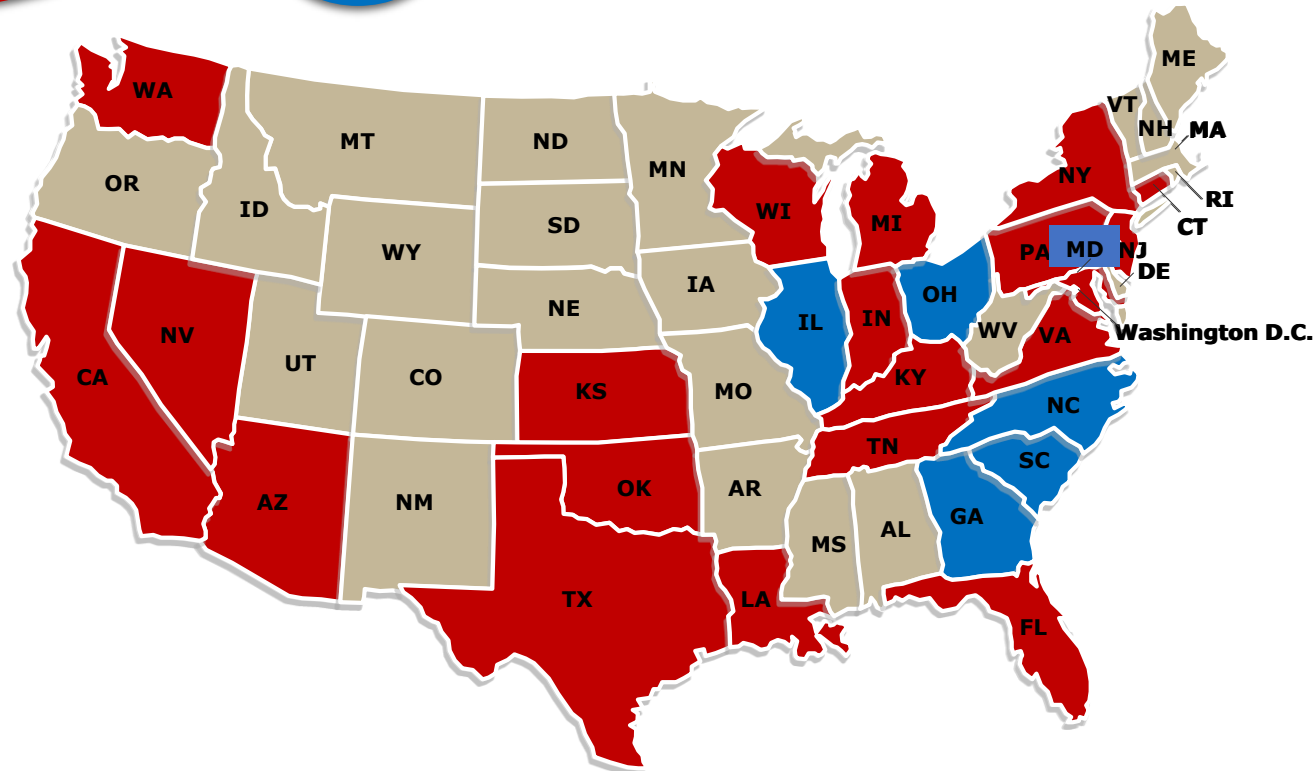 ME
WA
VT
NH
MA
MT
ND
MN
NY
OR
RI
ID
SD
WI
MI
CT
WY
PA
MD
NJ
DE
IA
OH
NE
IL
IN
WV
VA
Washington D.C.
NV
UT
CO
KS
MO
KY
CA
NC
TN
SC
AZ
NM
OK
AR
GA
MS
AL
TX
LA
FL